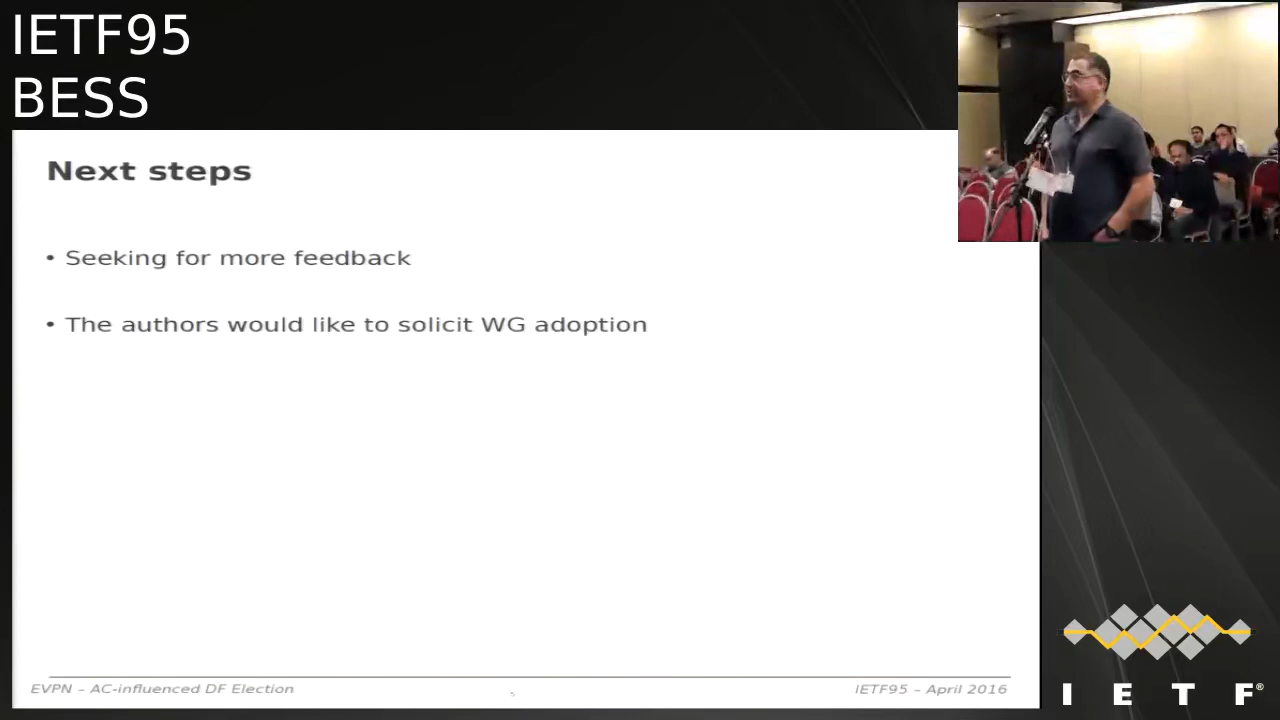 IETF95
BESS
Next steps
• Seeking for more feedback
• The authors would like to solicit WG adoption
EVPN – AC-influenced DF Election
IETF95 – April 2016
I E T F®